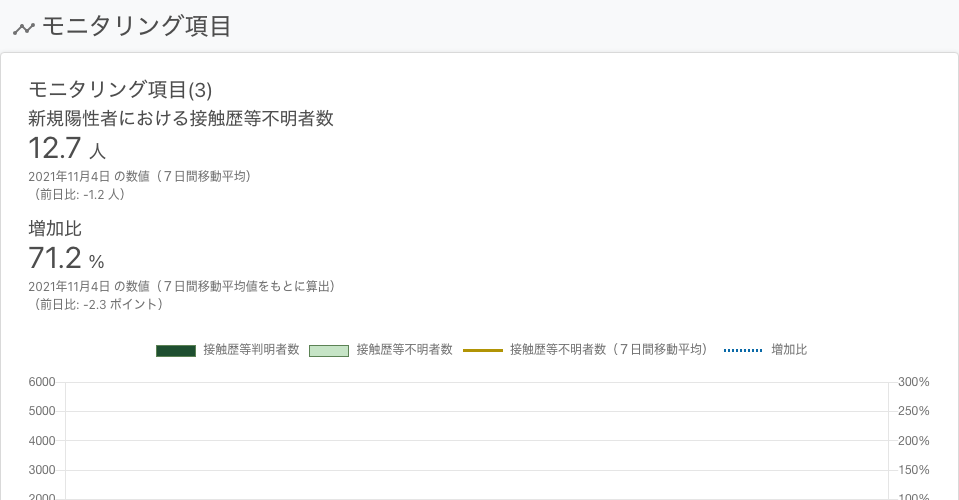 モニタリング項目
モニタリング項目(3)
新規陽性者における接触歴等不明者数
12.7 人
2021年11月4日 の数値（７日間移動平均）
（前日比: -1.2 人）
増加比
71.2 %
2021年11月4日 の数値（７日間移動平均値をもとに算出）
（前日比: -2.3 ポイント）
接触歴等判明者数 接触歴等不明者数 接触歴等不明者数（７日間移動平均） 増加比
6000 300%
5000 250%
4000 200%
3000 150%
2000 100%